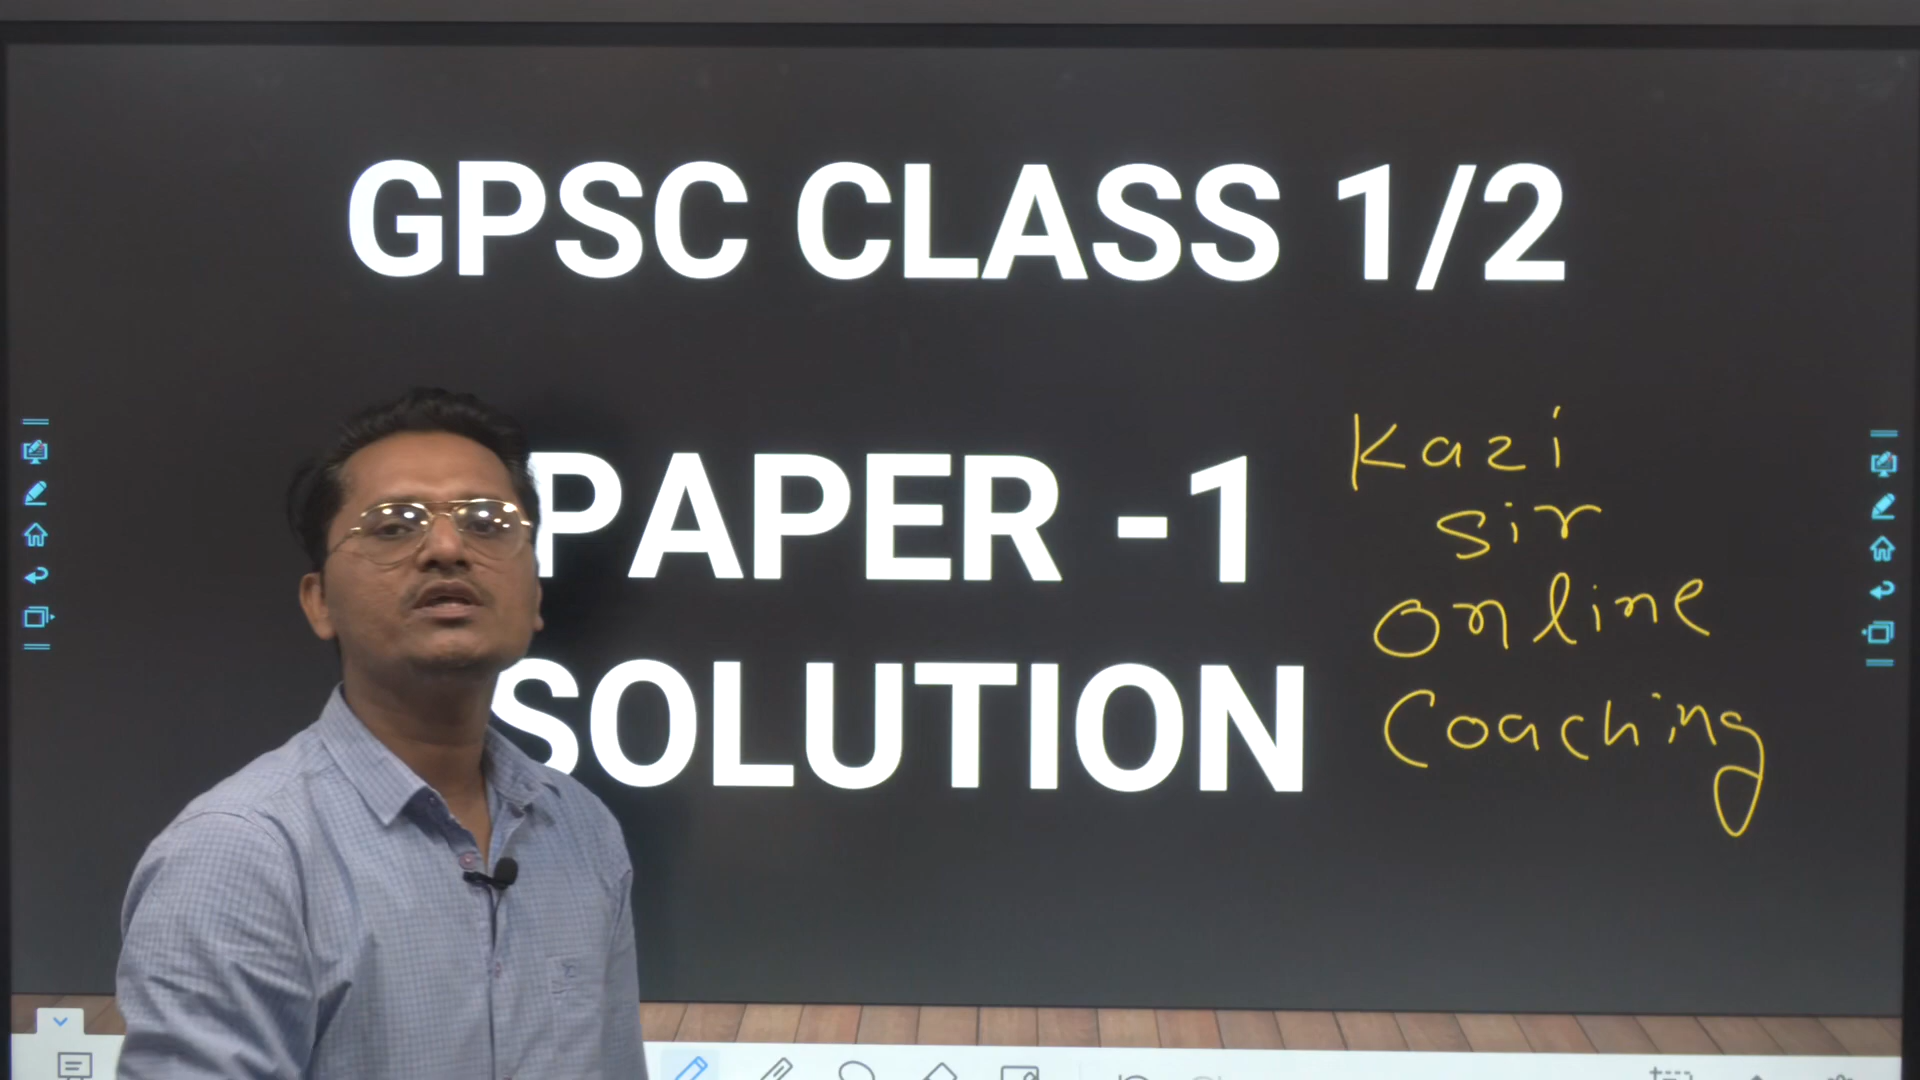 GPSC CLASS 1/2
PAPER -1
SOLUTION
Kazi
Sir
Online
Coaching